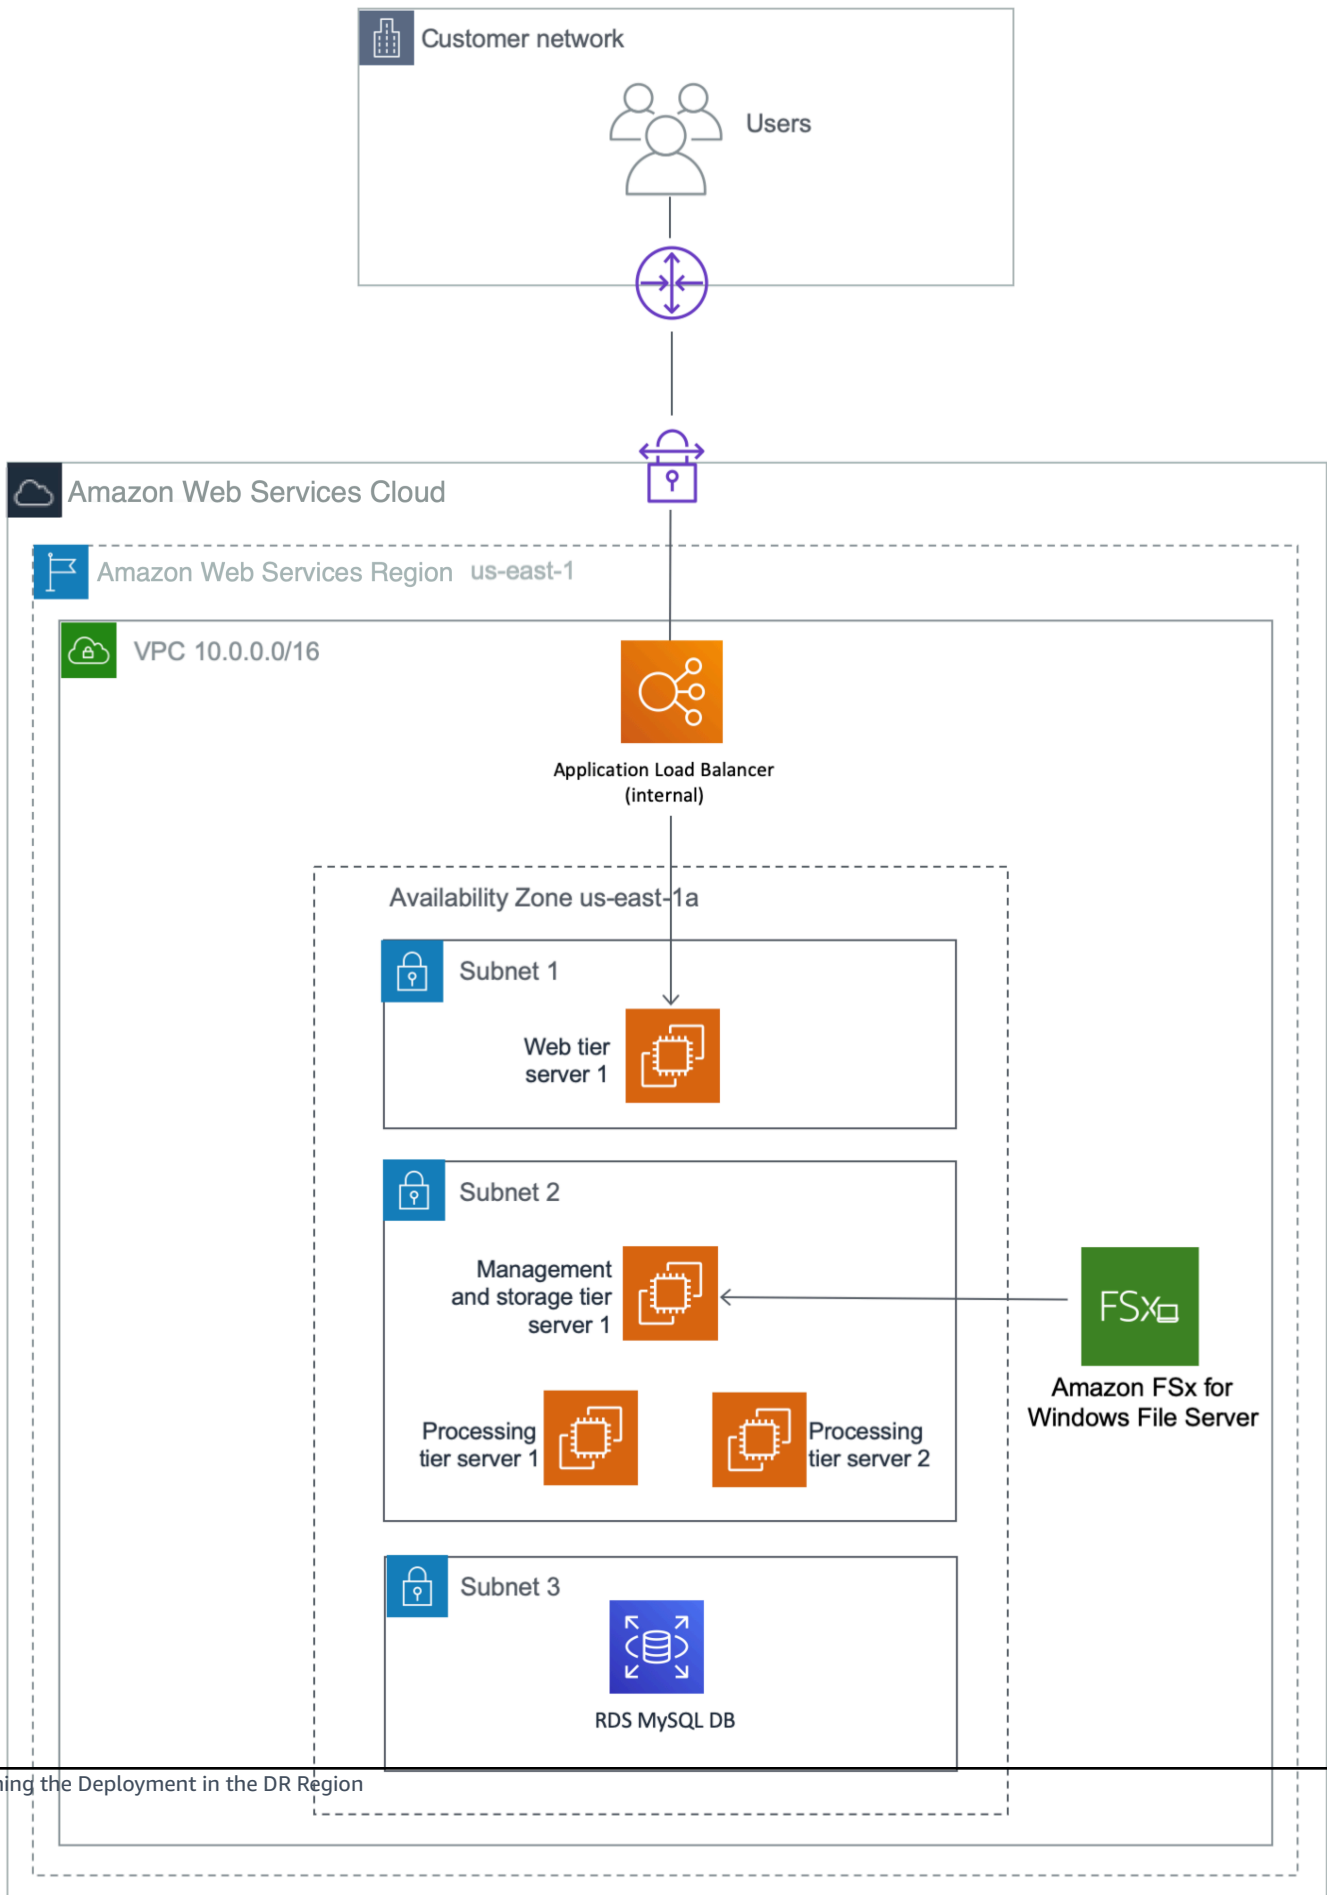 Customer network
Users
Amazon Web Services Cloud
Amazon Web Services Region us-east-1
VPC 10.0.0.0/16
Application Load Balancer
(internal)
Availability Zone us-east-1a
Subnet 1
Web tier
server 1
Subnet 2
Management
and storage tier
server 1
FSx
Amazon FSx for
Windows File Server
Processing
tier server 1
Processing
tier server 2
Subnet 3
RDS MySQL DB
the Deployment in the DR Region